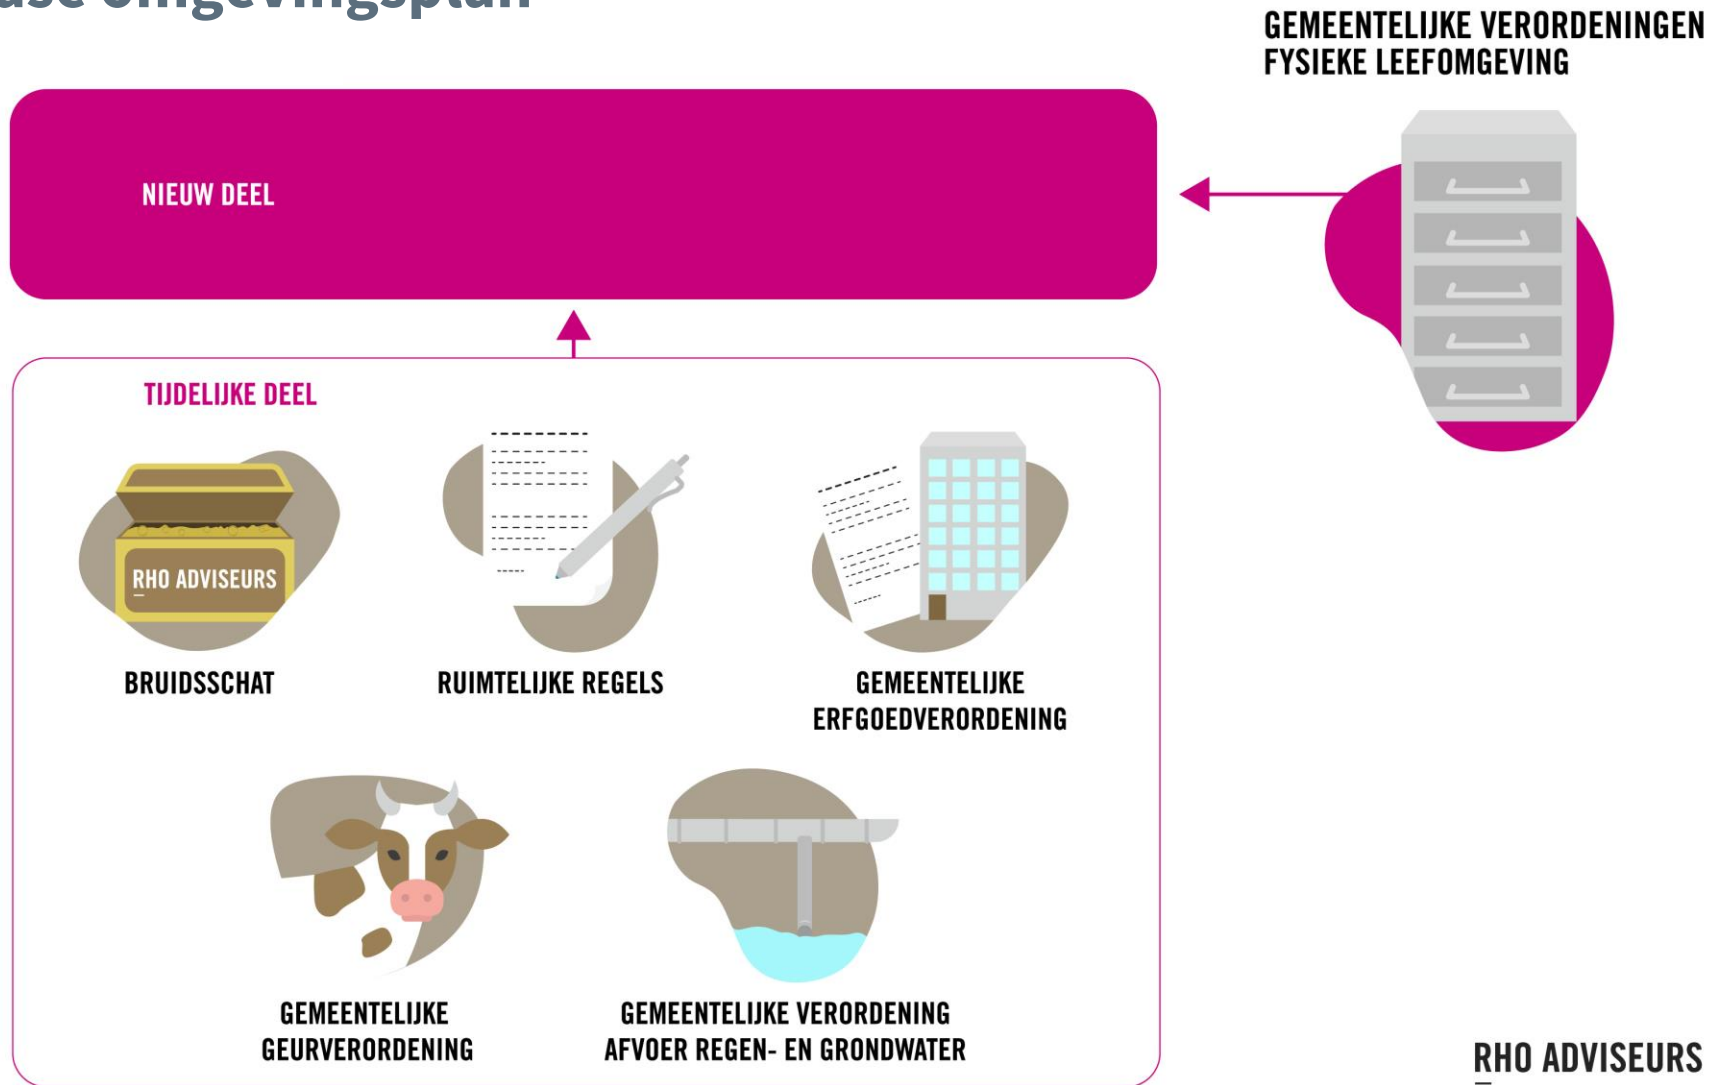 omgevingsplan
GEMEENTELIJKE VERORDENINGEN
FYSIEKE LEEFOMGEVING
NIEUW DEEL
TIJDELIJKE DEEL
RHO ADVISEURS
BRUIDSSCHAT
RUIMTELIJKE REGELS
GEMEENTELIJKE
ERFGOEDVERORDENING
GEMEENTELIJKE
GEURVERORDENING
GEMEENTELIJKE VERORDENING
AFVOER REGEN- EN GRONDWATER
RHO ADVISEURS